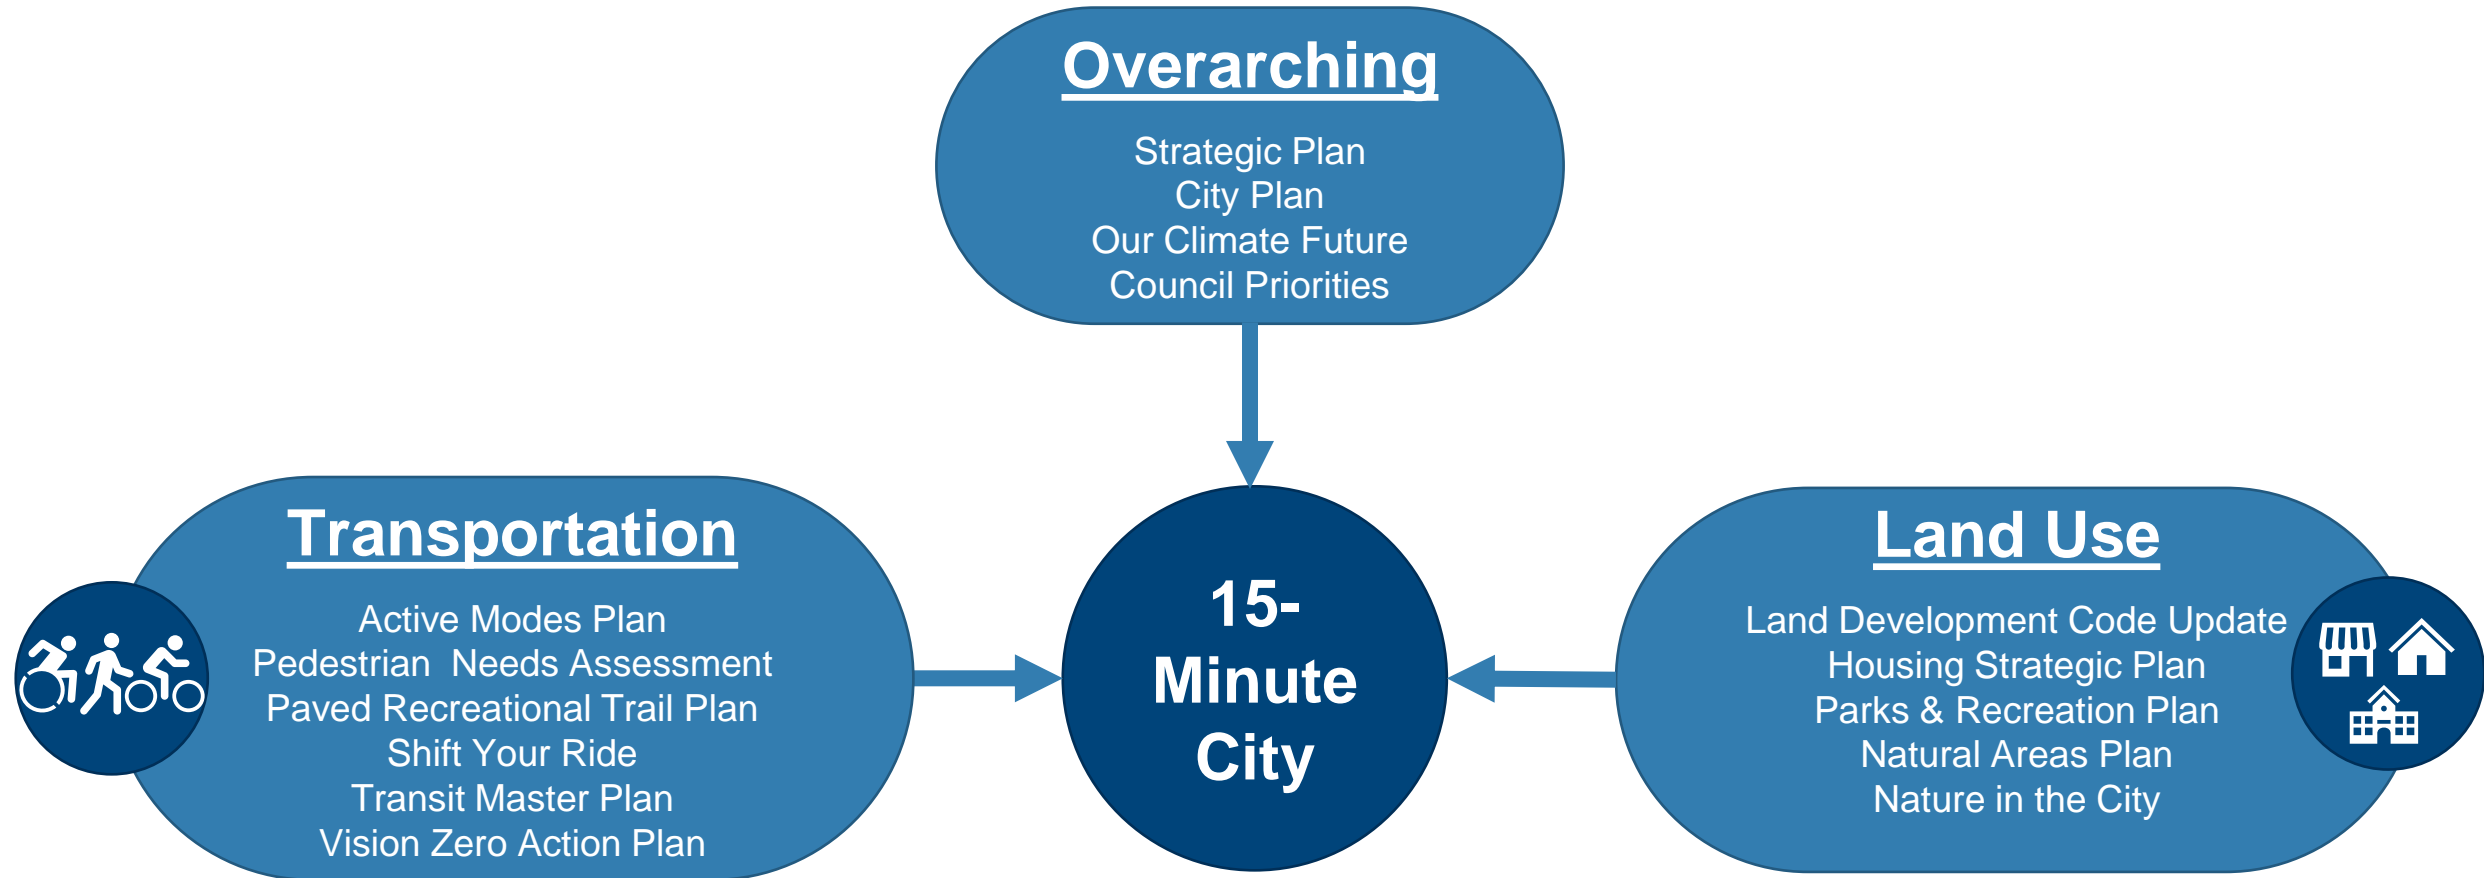 Overarching
Strategic Plan
City Plan
Our Climate Future
Council Priorities
Transportation
Active Modes Plan
Pedestrian  Needs Assessment
Paved Recreational Trail Plan
Shift Your Ride
Transit Master Plan
Vision Zero Action Plan
15-
Minute
City
Land Use
Land Development Code Update
Housing Strategic Plan
Parks & Recreation Plan
Natural Areas Plan
Nature in the City